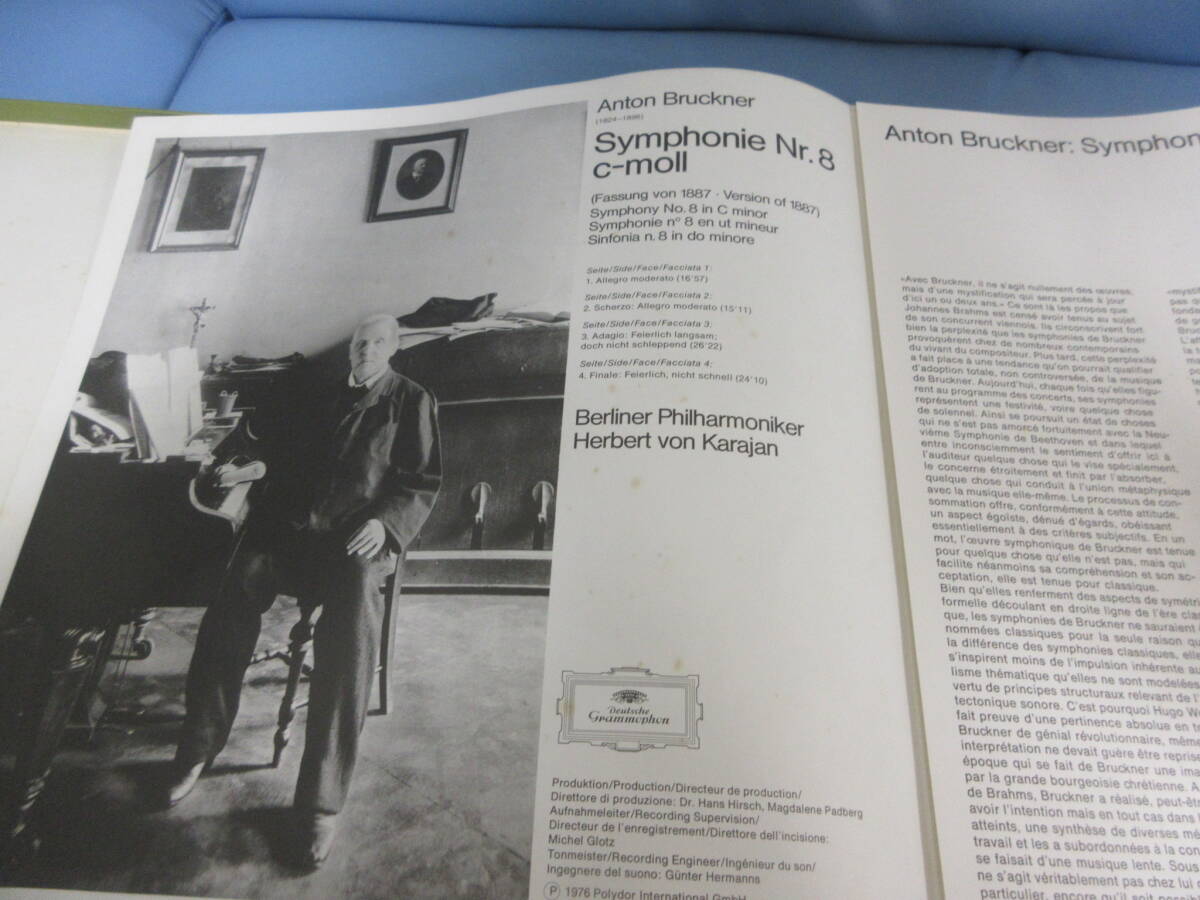 Anton Bruckner
(1824–1896)
Symphonie Nr. 8
c-moll
(Fassung von 1887 · Version of 1887)
Symphony No. 8 in C minor
Symphonie n° 8 en ut mineur
Sinfonia n. 8 in do minore
Seite/Side/Face/Facciata 1:
1. Allegro moderato (16'57)
Seite/Side/Face/Facciata 2:
2. Scherzo: Allegro moderato (15'11)
Seite/Side/Face/Facciata 3:
3. Adagio: Feierlich langsam;
doch nicht schleppend (26'22)
Seite/Side/Face/Facciata 4:
4. Finale: Feierlich, nicht schnell (24'10)
Berliner Philharmoniker
Herbert von Karajan
Deutsche
Grammophon
Produktion/Production/Directeur de production/
Direttore di produzione: Dr. Hans Hirsch, Magdalene Padberg
Aufnahmeleiter/Recording Supervision/
Directeur de l'enregistrement/Direttore dell'incisione:
Michel Glotz
Tonmeister/Recording Engineer/Ingénieur du son/
Ingegnere del suono: Günter Hermanns
Ⓟ 1976 Polydor International GmbH
Anton Bruckner: Symphon
«Avec Bruckner, il ne s'agit nullement des œuvres,
mais d'une mystification qui sera percée à jour
d'ici un ou deux ans.» Ce sont là les propos que
Johannes Brahms est censé avoir tenus au sujet
de son concurrent viennois. Ils circonscrivent fort
bien la perplexité que les symphonies de Bruckner
provoquèrent chez de nombreux contemporains
du vivant du compositeur. Plus tard, cette perplexité
a fait place à une tendance qu'on pourrait qualifier
d'adoption totale, non controversée, de la musique
de Bruckner. Aujourd'hui, chaque fois qu'elles figu-
rent au programme des concerts, ses symphonies
représentent une festivité, voire quelque chose
de solennel. Ainsi se poursuit un état de choses
qui ne s'est pas amorcé fortuitement avec la Neu-
vième Symphonie de Beethoven et dans lequel
entre inconsciemment le sentiment d'offrir ici à
l'auditeur quelque chose qui le vise spécialement,
le concerne étroitement et finit par l'absorber,
quelque chose qui conduit à l'union métaphysique
avec la musique elle-même. Le processus de con-
sommation offre, conformément à cette attitude,
un aspect égoïste, dénué d'égards, obéissant
essentiellement à des critères subjectifs. En un
mot, l'œuvre symphonique de Bruckner est tenue
pour quelque chose qu'elle n'est pas, mais qui
facilite néanmoins sa compréhension et son ac-
ceptation, elle est tenue pour classique.
Bien qu'elles renferment des aspects de symétri
formelle découlant en droite ligne de l'ère clas
que, les symphonies de Bruckner ne sauraient
nommées classiques pour la seule raison qu
la différence des symphonies classiques, elle
s'inspirent moins de l'impulsion inhérente au
lisme thématique qu'elles ne sont modelées
vertu de principes structuraux relevant de l'
tectonique sonore. C'est pourquoi Hugo Wo
fait preuve d'une pertinence absolue en tr
Bruckner de génial révolutionnaire, même
interprétation ne devait guère être reprise
époque qui se fait de Bruckner une ima
par la grande bourgeoisie chrétienne. A
de Brahms, Bruckner a réalisé, peut-êt
avoir l'intention mais en tout cas dans l
atteints, une synthèse de diverses mé
travail et les a subordonnées à la con
se faisait d'une musique lente. Sous
ne s'agit véritablement pas chez lui d
particulier, encore qu'il soit possibl